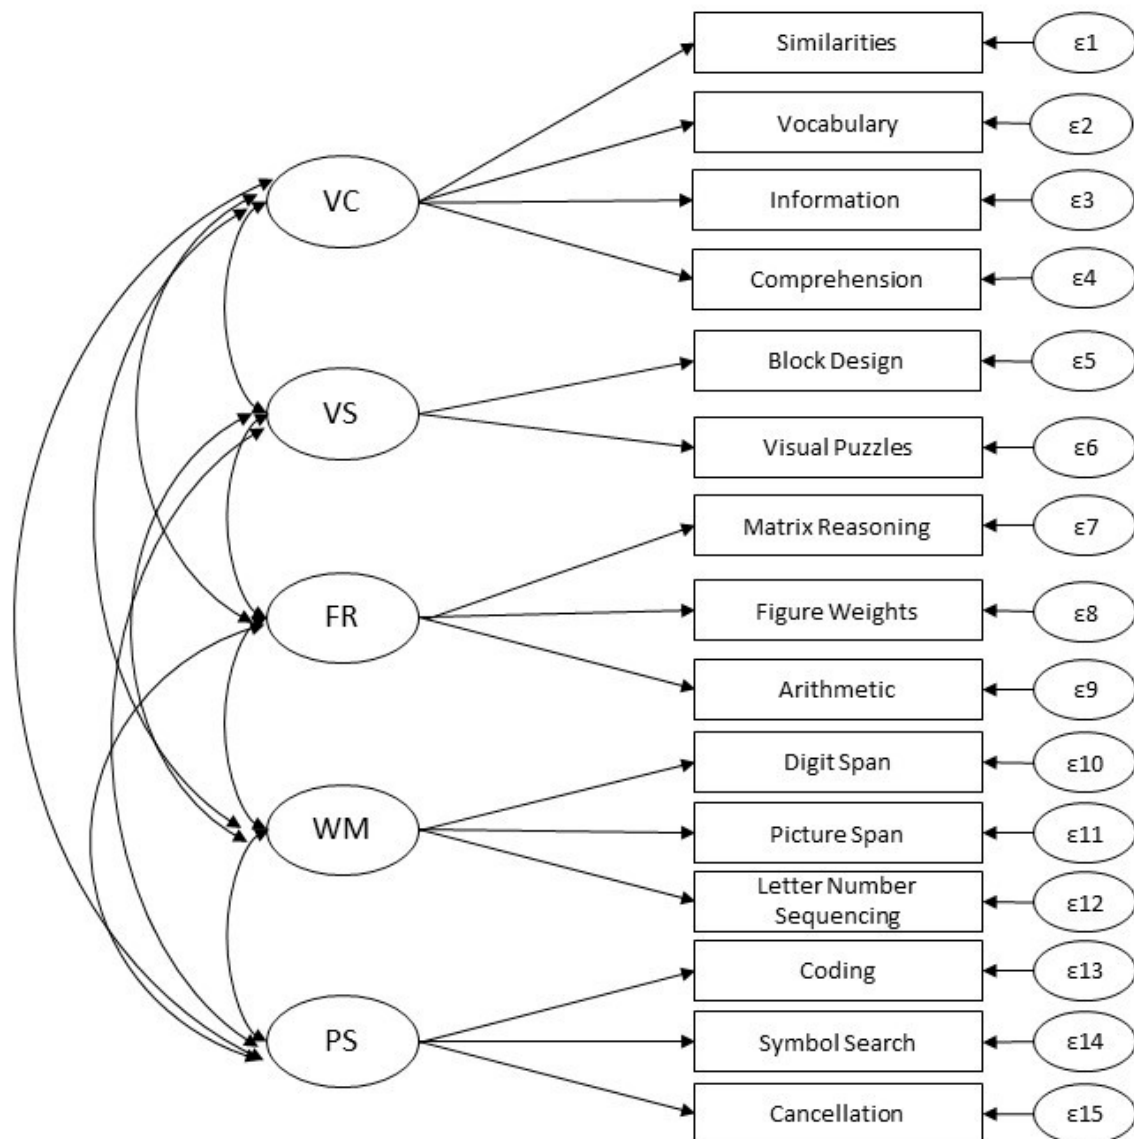 Similarities
ε1
Vocabulary
ε2
VC
Information
ε3
Comprehension
ε4
Block Design
ε5
VS
Visual Puzzles
ε6
Matrix Reasoning
ε7
FR
Figure Weights
ε8
Arithmetic
ε9
Digit Span
ε10
WM
Picture Span
ε11
Letter Number
Sequencing
ε12
Coding
ε13
PS
Symbol Search
ε14
Cancellation
ε15